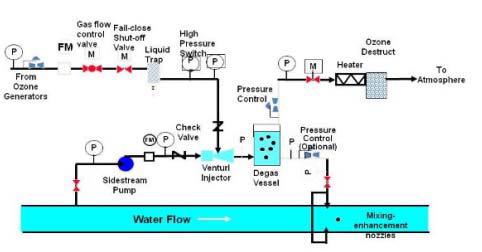 Gas flow
control
valve
M
Fail-close
Shut-off
Valve
M
Liquid
Trap
High
Pressure
Switch
P
P
P
FM
From
Ozone
Generators
P
M
Heater
Ozone
Destruct
To
Atmosphere
Pressure
Control
Check
Valve
P
FM
P
P
P
Pressure
Control
(Optional)
P
Sidestream
Pump
Venturi
Injector
Degas
Vessel
Water Flow
Mixing-
enhancement
nozzles